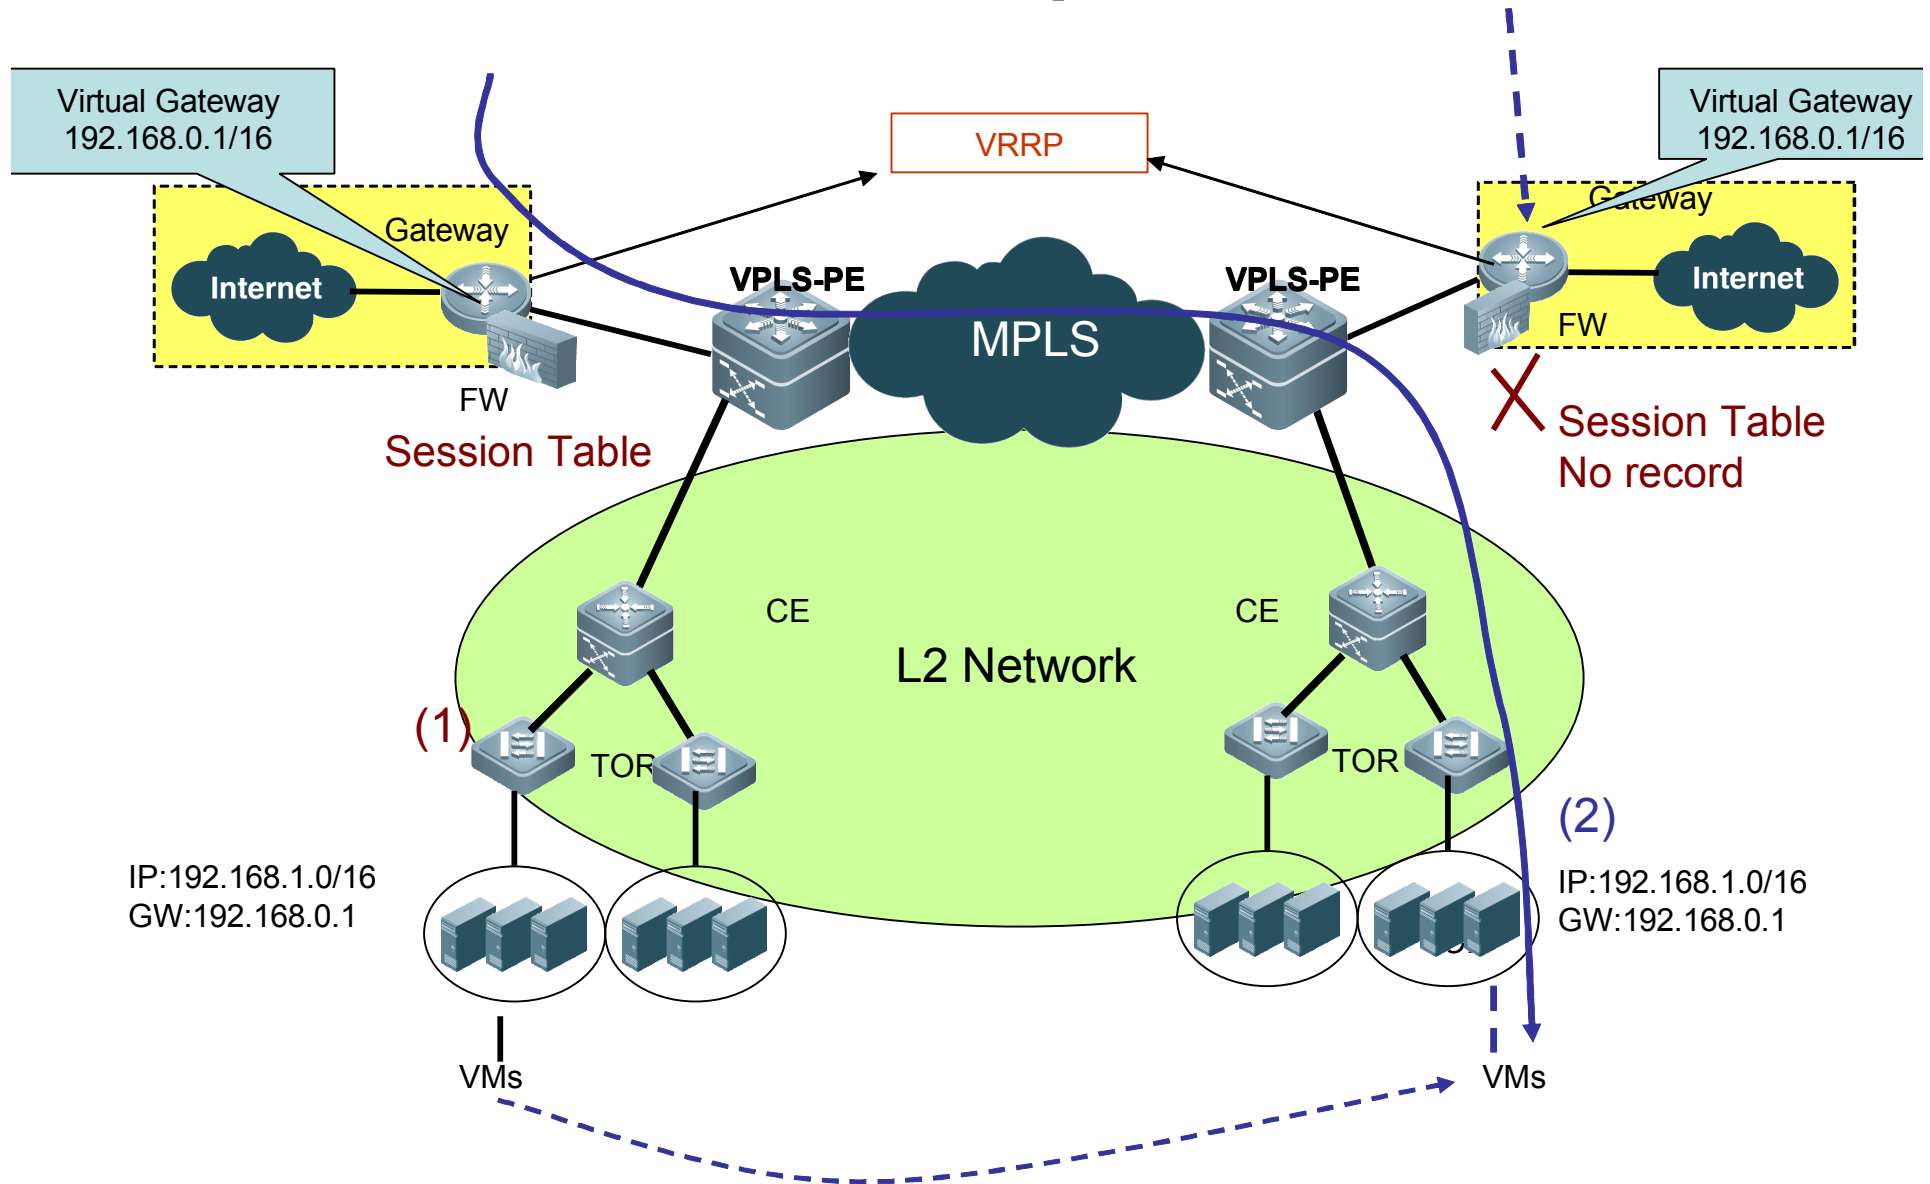 Virtual Gateway
192.168.0.1/16
Virtual Gateway
192.168.0.1/16
VRRP
Gateway
Gateway
Internet
Internet
VPLS-PE
VPLS-PE
MPLS
FW
FW
Session Table
Session Table
No record
CE
CE
L2 Network
(1)
TOR
TOR
(2)
IP:192.168.1.0/16
GW:192.168.0.1
IP:192.168.1.0/16
GW:192.168.0.1
VMs
VMs